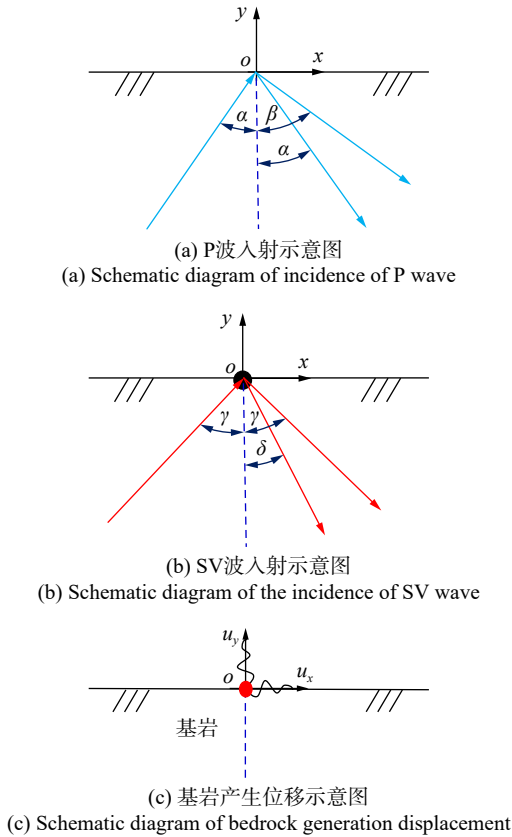 y
o
x
α
β
α
(a) P波入射示意图
(a) Schematic diagram of incidence of P wave
y
o
x
γ
γ
δ
(b) SV波入射示意图
(b) Schematic diagram of the incidence of SV wave
u_y
o
u_x
基岩
(c) 基岩产生位移示意图
(c) Schematic diagram of bedrock generation displacement